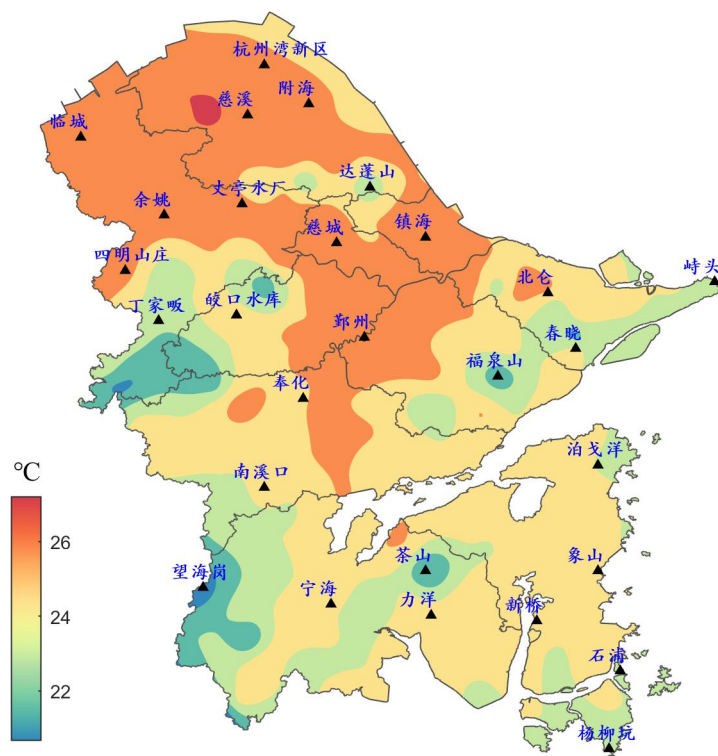 杭州湾新区
附海
慈溪
临城
达蓬山
丈亭水厂
余姚
镇海
慈城
四明山庄
北仑
峙头
丁家畈
皎口水库
鄞州
春晓
福泉山
奉化
泊戈洋
℃
南溪口
26
茶山
象山
望海岗
宁海
力洋
新桥
24
石浦
22
杨柳坑